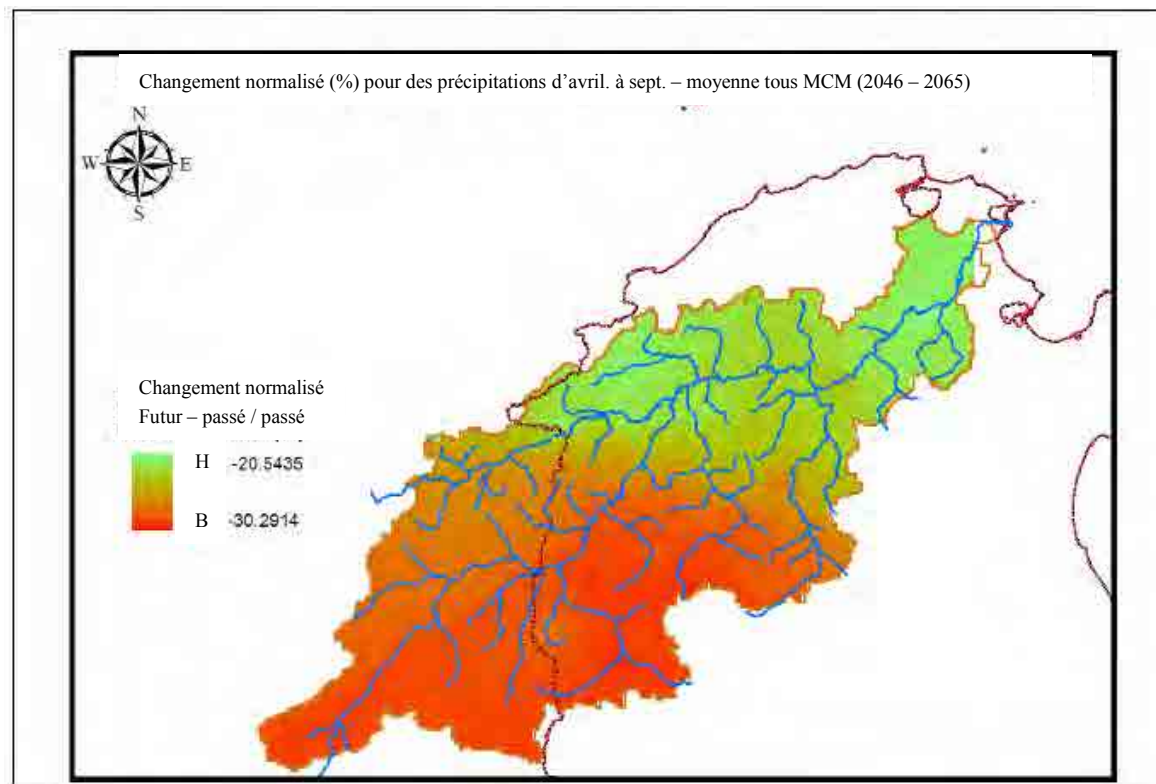 Changement normalisé (%) pour des précipitations d’avril. à sept. – moyenne tous MCM (2046 – 2065)
N
W E
S
Changement normalisé
Futur – passé / passé
H -20.5435
B -30.2914